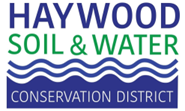 HAYWOOD
SOIL & WATER
CONSERVATION DISTRICT